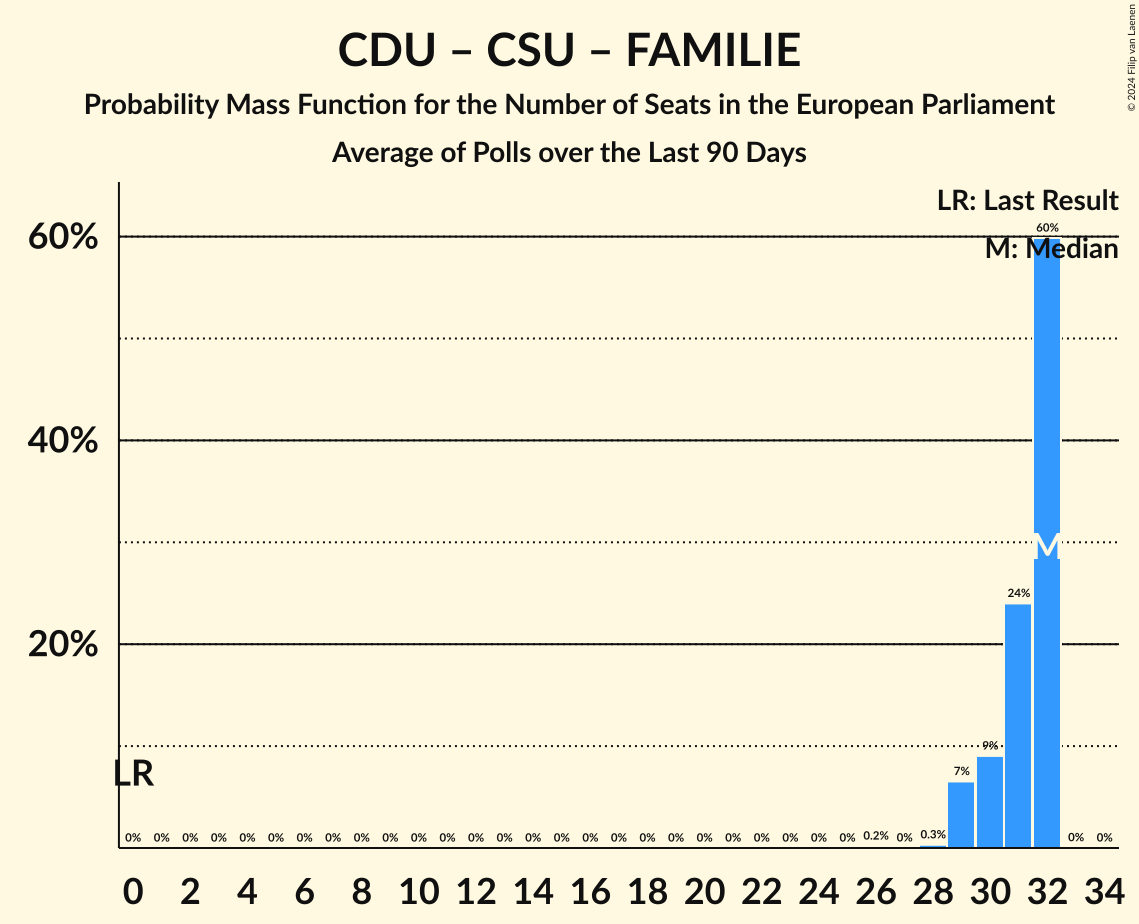 © 2024 Filip van Laenen
CDU – CSU – FAMILIE
Probability Mass Function for the Number of Seats in the European Parliament
Average of Polls over the Last 90 Days
LR: Last Result
M: Median
60%
60%
40%
20%
M
24%
9%
7%
LR
0% 0% 0% 0% 0% 0% 0% 0% 0% 0% 0% 0% 0% 0% 0% 0% 0% 0% 0% 0% 0% 0% 0% 0% 0% 0% 0.2% 0% 0.3% 0% 0%
0 2 4 6 8 10 12 14 16 18 20 22 24 26 28 30 32 34